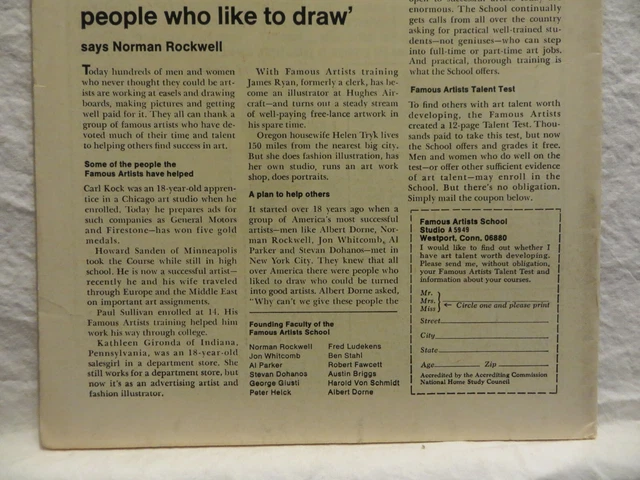 people who like to draw'
says Norman Rockwell
Today hundreds of men and women
who never thought they could be art-
ists are working at easels and drawing
boards, making pictures and getting
well paid for it. They all can thank a
group of famous artists who have de-
voted much of their time and talent
to helping others find success in art.
Some of the people the
Famous Artists have helped
Carl Kock was an 18-year-old appren-
tice in a Chicago art studio when he
enrolled. Today he prepares ads for
such companies as General Motors
and Firestone—has won five gold
medals.
Howard Sanden of Minneapolis
took the Course while still in high
school. He is now a successful artist—
recently he and his wife traveled
through Europe and the Middle East
on important art assignments.
Paul Sullivan enrolled at 14. His
Famous Artists training helped him
work his way through college.
Kathleen Gironda of Indiana,
Pennsylvania, was an 18-year-old
salesgirl in a department store. She
still works for a department store, but
now it's as an advertising artist and
fashion illustrator.
With Famous Artists training
James Ryan, formerly a clerk, has be-
come an illustrator at Hughes Air-
craft—and turns out a steady stream
of well-paying free-lance artwork in
his spare time.
Oregon housewife Helen Tryk lives
150 miles from the nearest big city.
But she does fashion illustration, has
her own studio, runs an art work
shop, does portraits.
A plan to help others
It started over 18 years ago when a
group of America's most successful
artists—men like Albert Dorne, Nor-
man Rockwell, Jon Whitcomb, Al
Parker and Stevan Dohanos—met in
New York City. They knew that all
over America there were people who
liked to draw who could be turned
into good artists. Albert Dorne asked,
"Why can't we give these people the
Founding Faculty of the
Famous Artists School
Norman Rockwell
Jon Whitcomb
Al Parker
Stevan Dohanos
George Giusti
Peter Helck
Fred Ludekens
Ben Stahl
Robert Fawcett
Austin Briggs
Harold Von Schmidt
Albert Dorne
enormous. The School continually
gets calls from all over the country
asking for practical well-trained stu-
dents—not geniuses—who can step
into full-time or part-time art jobs.
And practical, thorough training is
what the School offers.
Famous Artists Talent Test
To find others with art talent worth
developing, the Famous Artists
created a 12-page Talent Test. Thou-
sands paid to take this test, but now
the School offers and grades it free.
Men and women who do well on the
test—or offer other sufficient evidence
of art talent—may enroll in the
School. But there's no obligation.
Simply mail the coupon below.
Famous Artists School
Studio A5949
Westport, Conn. 06880
I would like to find out whether I
have art talent worth developing.
Please send me, without obligation,
your Famous Artists Talent Test and
information about your courses.
Mr.
Mrs.
Miss
← Circle one and please print
Street
City
State
Age Zip
Accredited by the Accrediting Commission
National Home Study Council